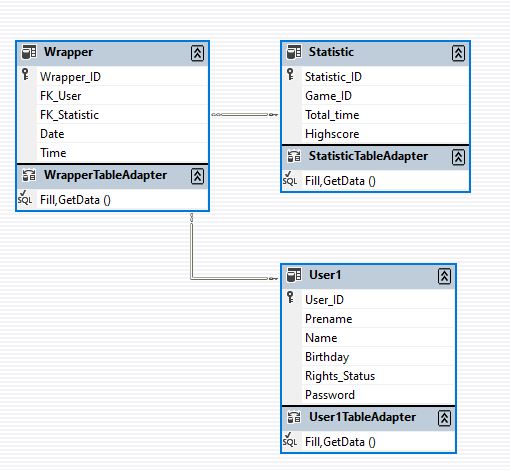 Wrapper
Wrapper_ID
FK_User
FK_Statistic
Date
Time
WrapperTableAdapter
SQL Fill,GetData ()
Statistic
Statistic_ID
Game_ID
Total_time
Highscore
StatisticTableAdapter
SQL Fill,GetData ()
User1
User_ID
Prename
Name
Birthday
Rights_Status
Password
User1TableAdapter
SQL Fill,GetData ()